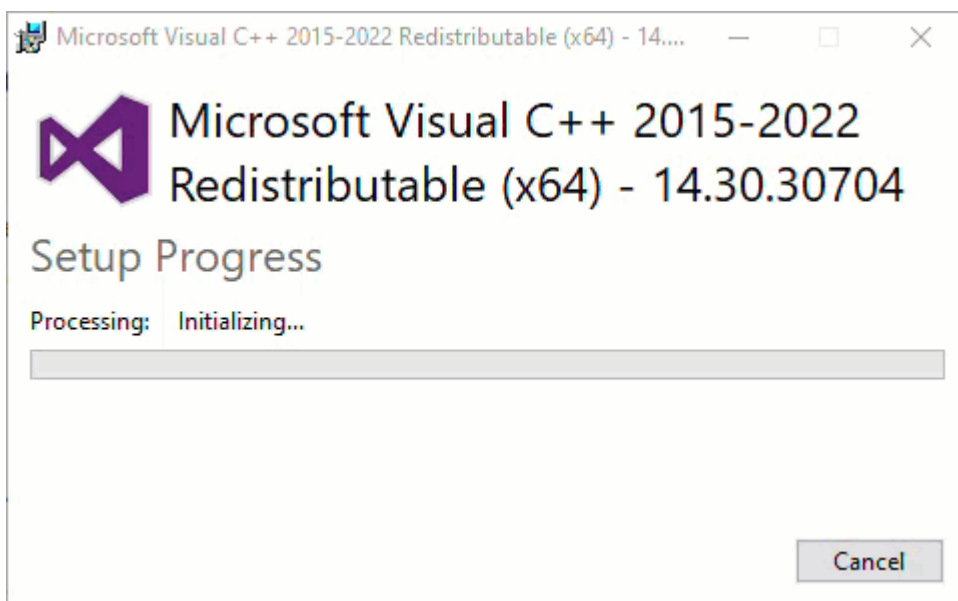 Microsoft Visual C++ 2015-2022 Redistributable (x64) - 14....
Microsoft Visual C++ 2015-2022
Redistributable (x64) - 14.30.30704
Setup Progress
Processing: Initializing...
Cancel